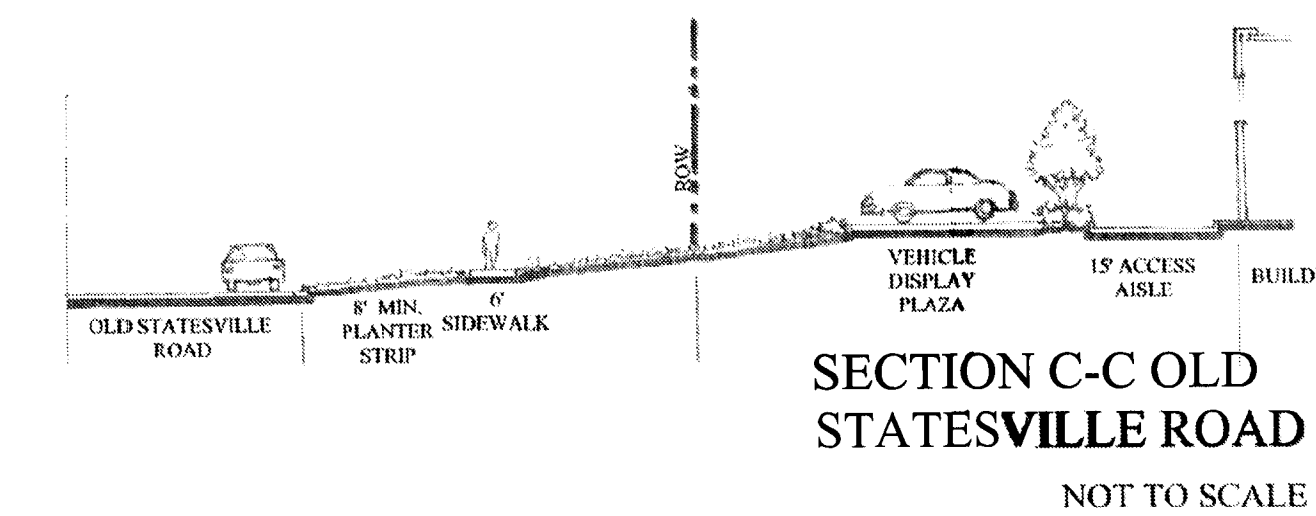 ROW
OLD STATESVILLE
ROAD
8' MIN.
PLANTER
STRIP
6'
SIDEWALK
VEHICLE
DISPLAY
PLAZA
15' ACCESS
AISLE
BUILD
SECTION C-C OLD
STATESVILLE ROAD
NOT TO SCALE